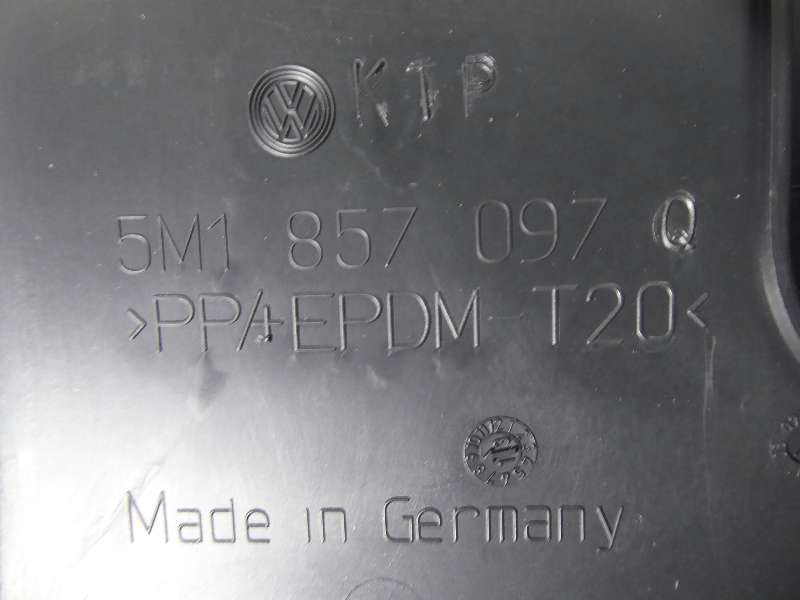 KTP
5M1 857 097 Q
>PP+EPDM-T20<
Made in Germany